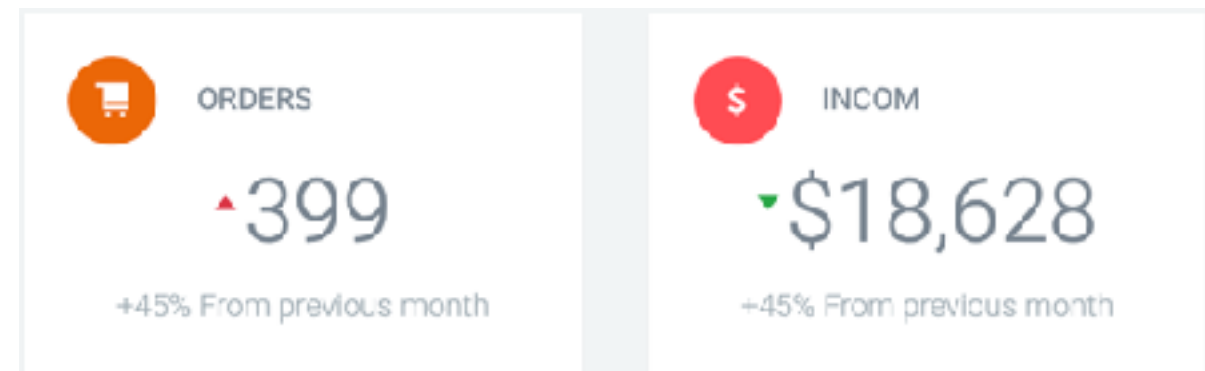 ORDERS
399
+45% From previous month
$
INCOM
$18,628
+45% From previous month